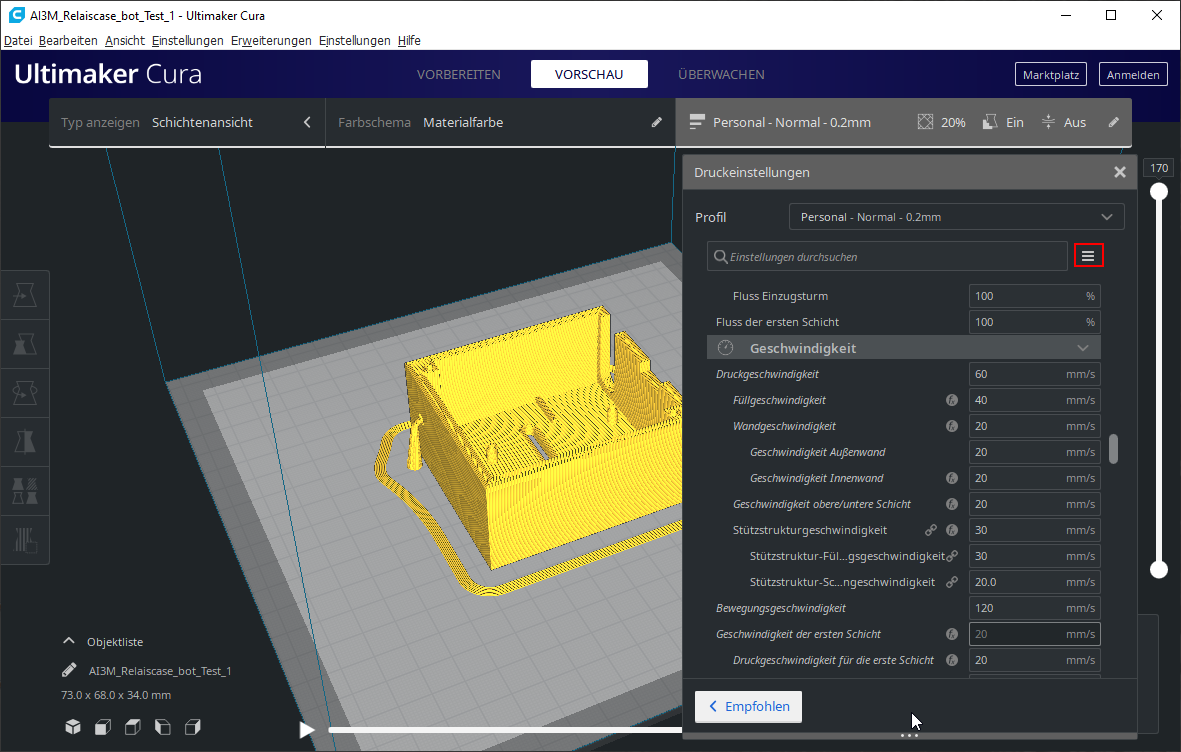 AI3M_Relaiscase_bot_Test_1 - Ultimaker Cura
Datei Bearbeiten Ansicht Einstellungen Erweiterungen Einstellungen Hilfe
Ultimaker Cura
VORBEREITEN VORSCHAU ÜBERWACHEN
Marktplatz Anmelden
Typ anzeigen Schichtenansicht
Farbschema Materialfarbe
Personal - Normal - 0.2mm 20% Ein Aus
Druckeinstellungen
170
Profil Personal - Normal - 0.2mm
Einstellungen durchsuchen
Fluss Einzugsturm 100 %
Fluss der ersten Schicht 100 %
Geschwindigkeit
Druckgeschwindigkeit 60 mm/s
Füllgeschwindigkeit 40 mm/s
Wandgeschwindigkeit 20 mm/s
Geschwindigkeit Außenwand 20 mm/s
Geschwindigkeit Innenwand 20 mm/s
Geschwindigkeit obere/untere Schicht 20 mm/s
Stützstrukturgeschwindigkeit 30 mm/s
Stützstruktur-Fül...gsgeschwindigkeit 30 mm/s
Stützstruktur-Sc...ngeschwindigkeit 20.0 mm/s
Bewegungsgeschwindigkeit 120 mm/s
Geschwindigkeit der ersten Schicht 20 mm/s
Druckgeschwindigkeit für die erste Schicht 20 mm/s
Empfohlen
Objektliste
AI3M_Relaiscase_bot_Test_1
73.0 x 68.0 x 34.0 mm